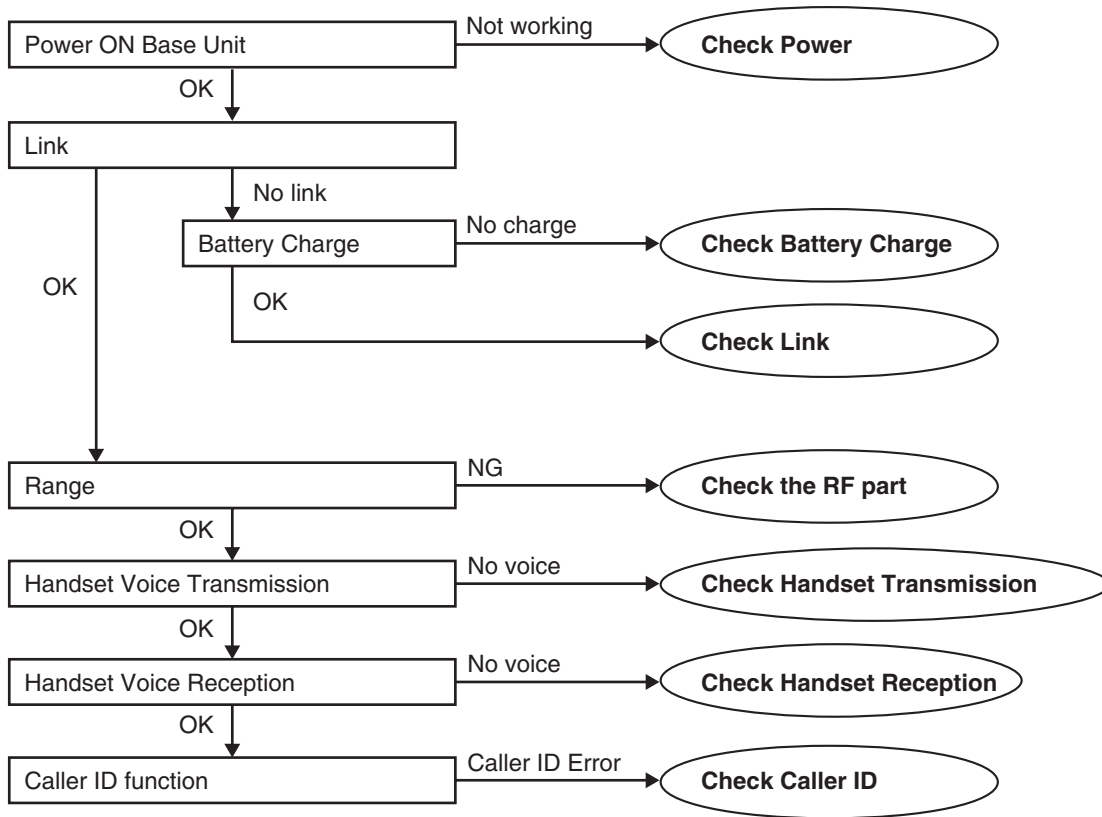 Power ON Base Unit
Not working
Check Power
OK
Link
No link
Battery Charge
No charge
Check Battery Charge
OK
OK
Check Link
Range
NG
Check the RF part
OK
Handset Voice Transmission
No voice
Check Handset Transmission
OK
Handset Voice Reception
No voice
Check Handset Reception
OK
Caller ID function
Caller ID Error
Check Caller ID